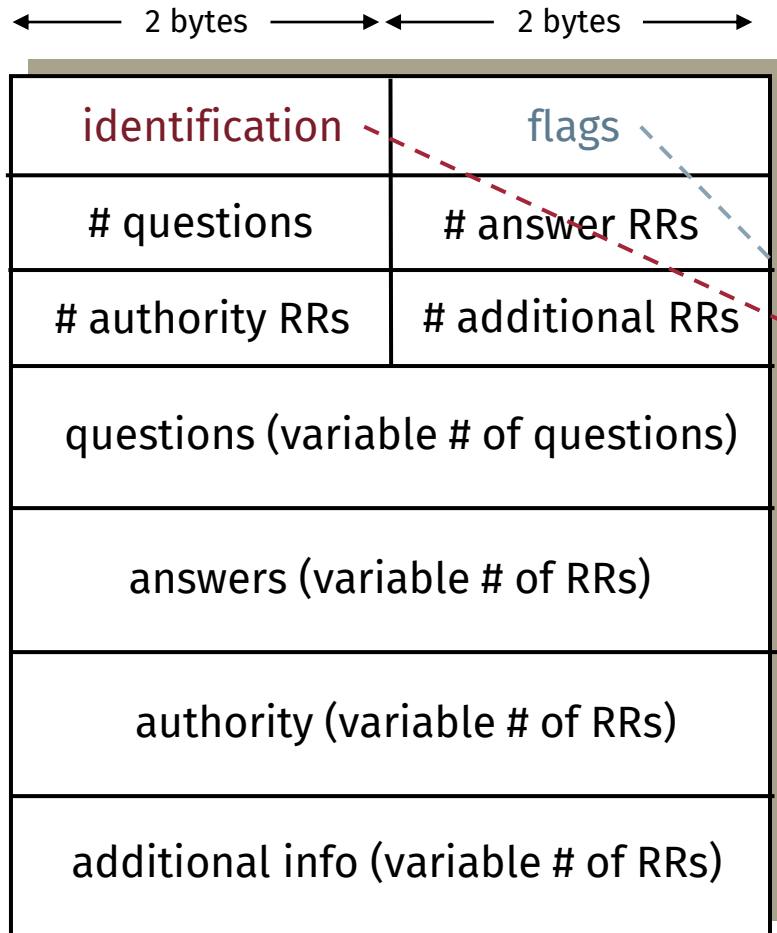 2 bytes 2 bytes
identification flags
# questions # answer RRs
# authority RRs # additional RRs
questions (variable # of questions)
answers (variable # of RRs)
authority (variable # of RRs)
additional info (variable # of RRs)